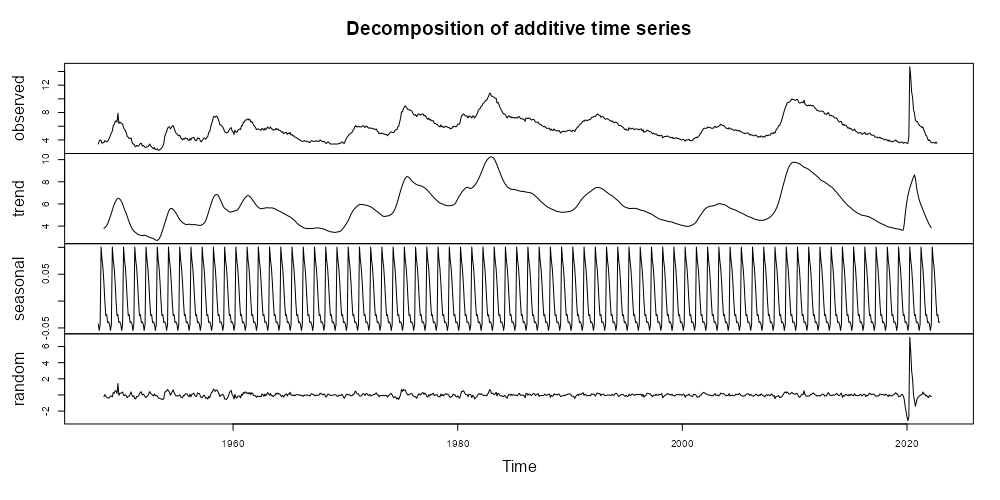 Decomposition of additive time series
observed
4 8 12
trend
4 6 8 10
seasonal
-0.05 0.05
random
-2 2 4 6
1960 1980 2000 2020
Time